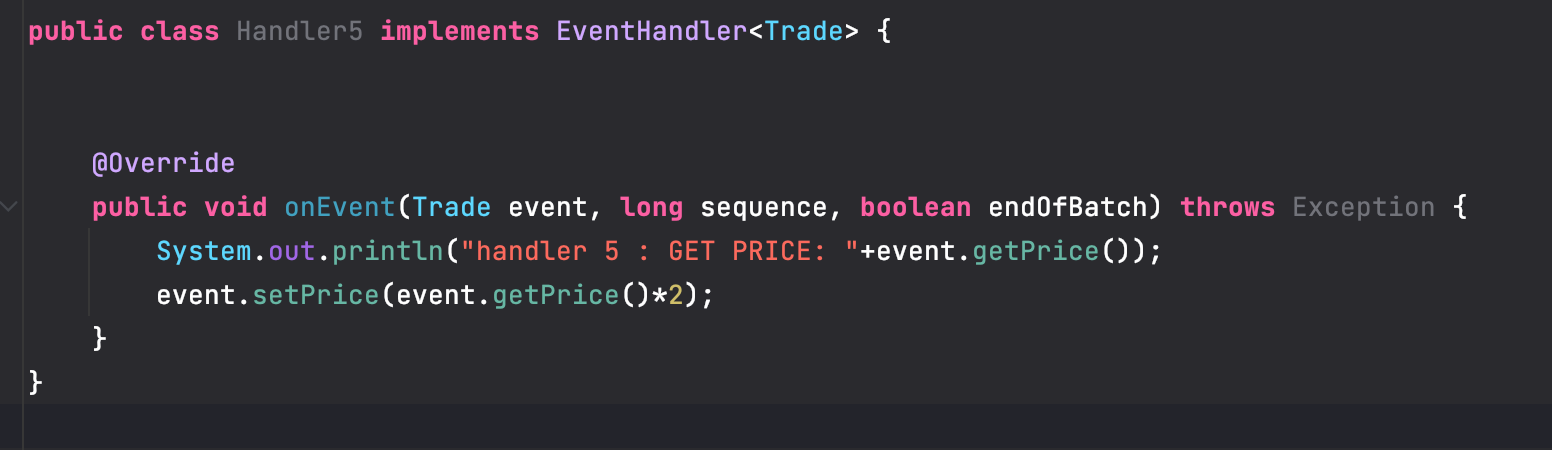 public class Handler5 implements EventHandler<Trade> {
@Override
public void onEvent(Trade event, long sequence, boolean endOfBatch) throws Exception {
System.out.println("handler 5 : GET PRICE: "+event.getPrice());
event.setPrice(event.getPrice()*2);
}
}